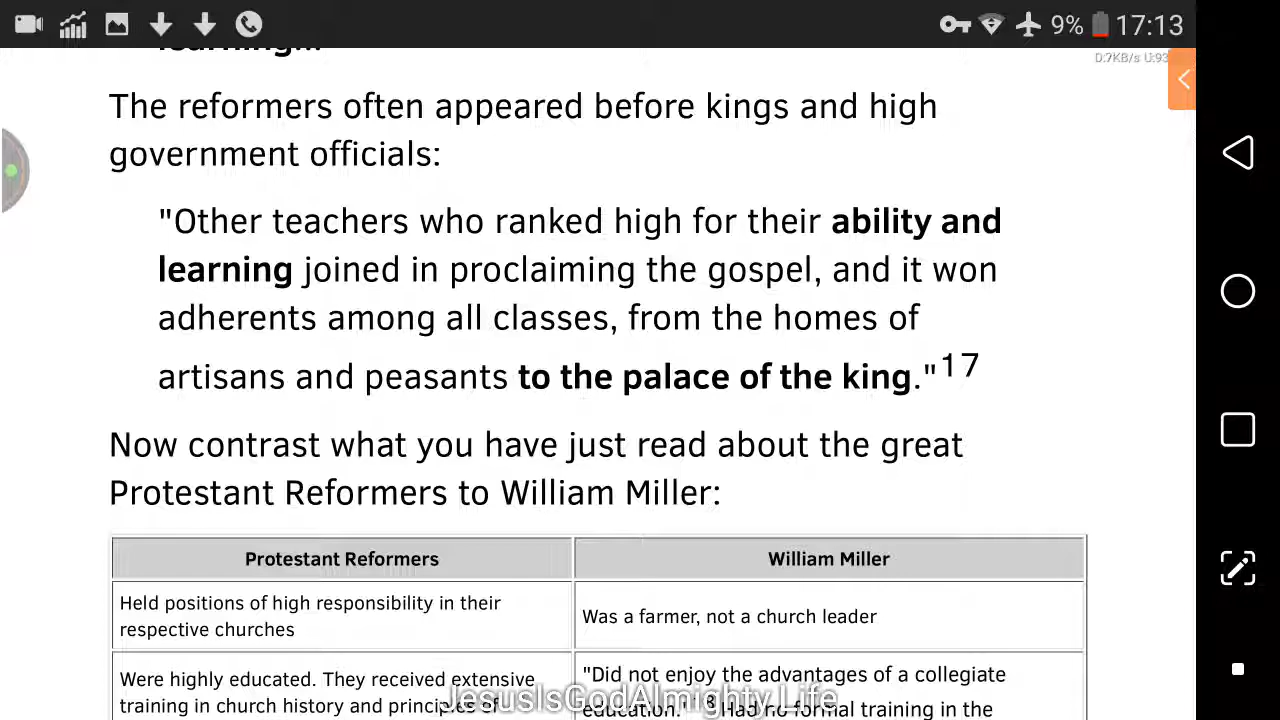 9% 17:13
learning...
The reformers often appeared before kings and high
government officials:
"Other teachers who ranked high for their ability and
learning joined in proclaiming the gospel, and it won
adherents among all classes, from the homes of
artisans and peasants to the palace of the king."17
Now contrast what you have just read about the great
Protestant Reformers to William Miller:
Protestant Reformers
William Miller
Held positions of high responsibility in their
respective churches
Was a farmer, not a church leader
Were highly educated. They received extensive
training in church history and principles of
"Did not enjoy the advantages of a collegiate
education." Had no formal training in the
JesusIsGodAlmighty.Life